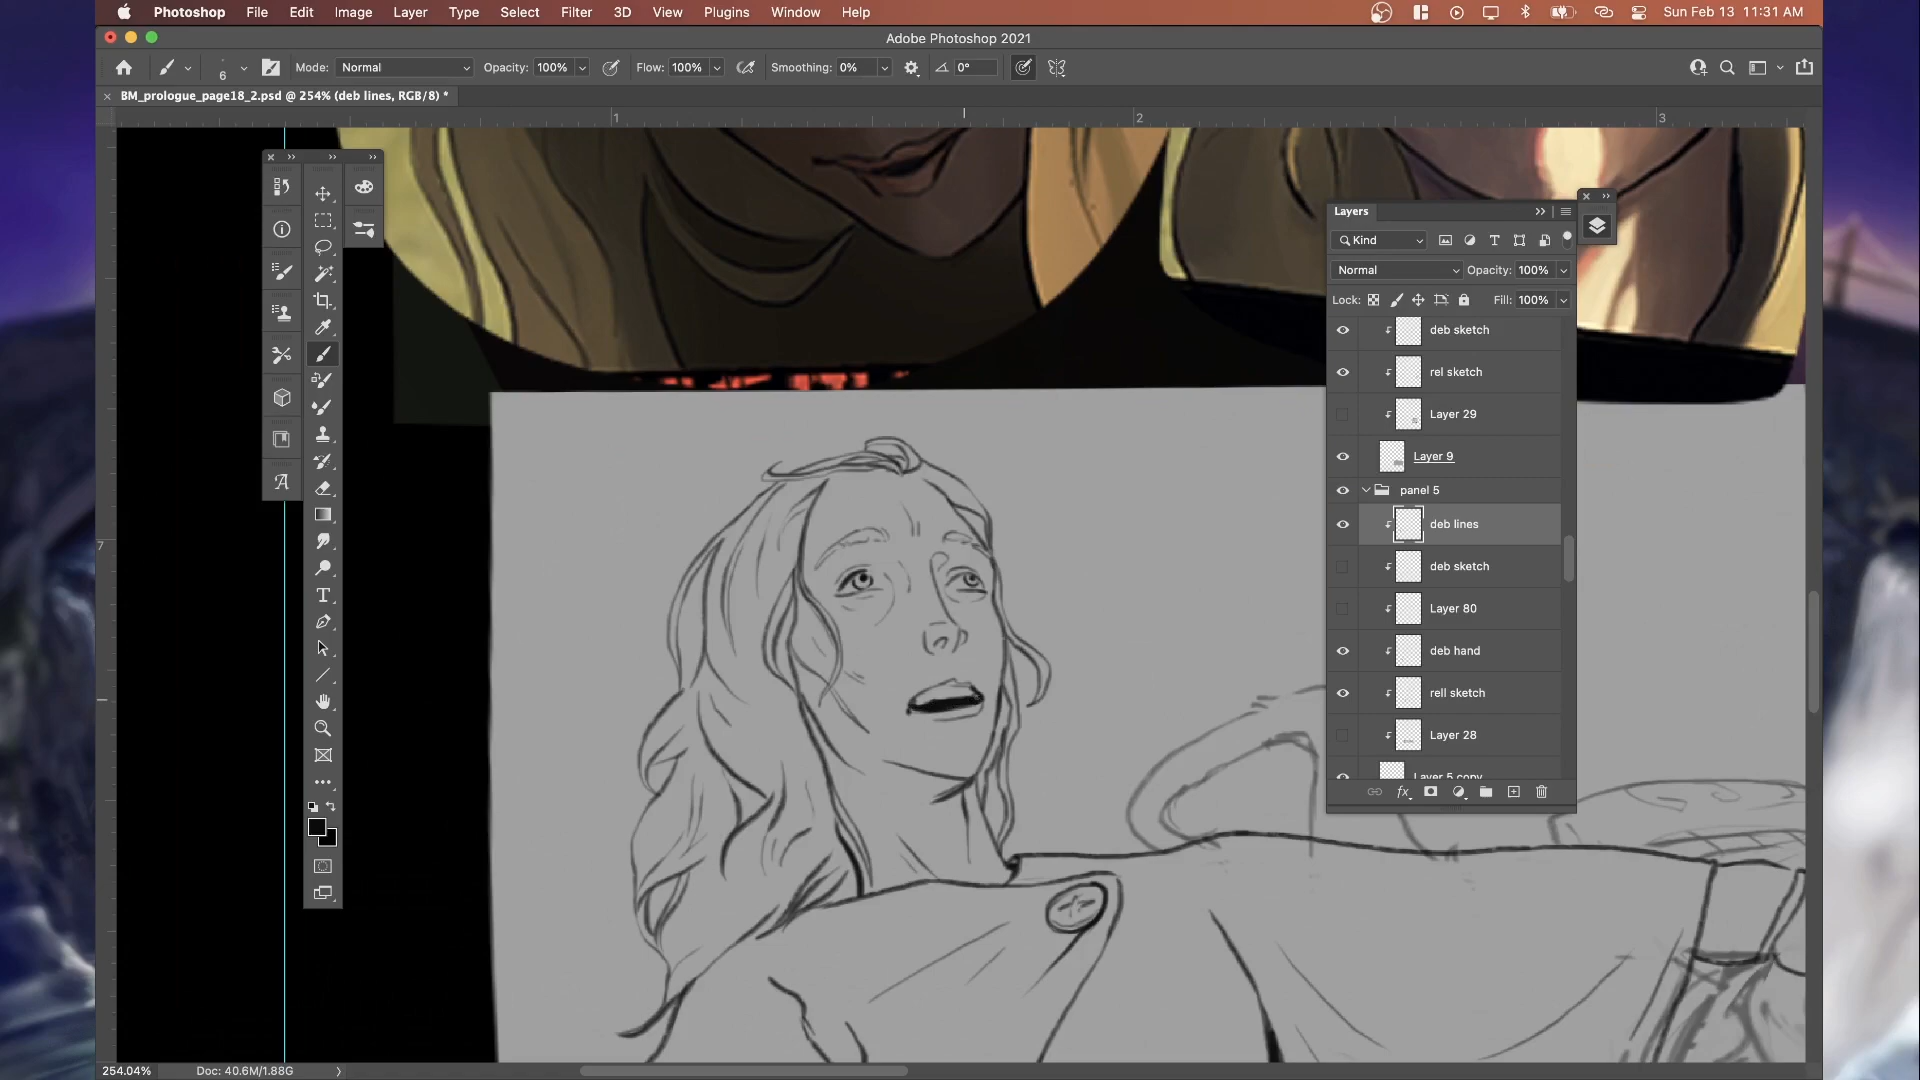 Photoshop File Edit Image Layer Type Select Filter 3D View Plugins Window Help Sun Feb 13 11:31 AM
Adobe Photoshop 2021
6 Mode: Normal Opacity: 100% Flow: 100% Smoothing: 0% 0°
BM_prologue_page18_2.psd @ 254% (deb lines, RGB/8) *
1 2 3
7
Layers
Kind
Normal Opacity: 100%
Lock: Fill: 100%
deb sketch
rel sketch
Layer 29
Layer 9
panel 5
deb lines
deb sketch
Layer 80
deb hand
rell sketch
Layer 28
Layer 5 copy
fx
254.04% Doc: 40.6M/1.88G